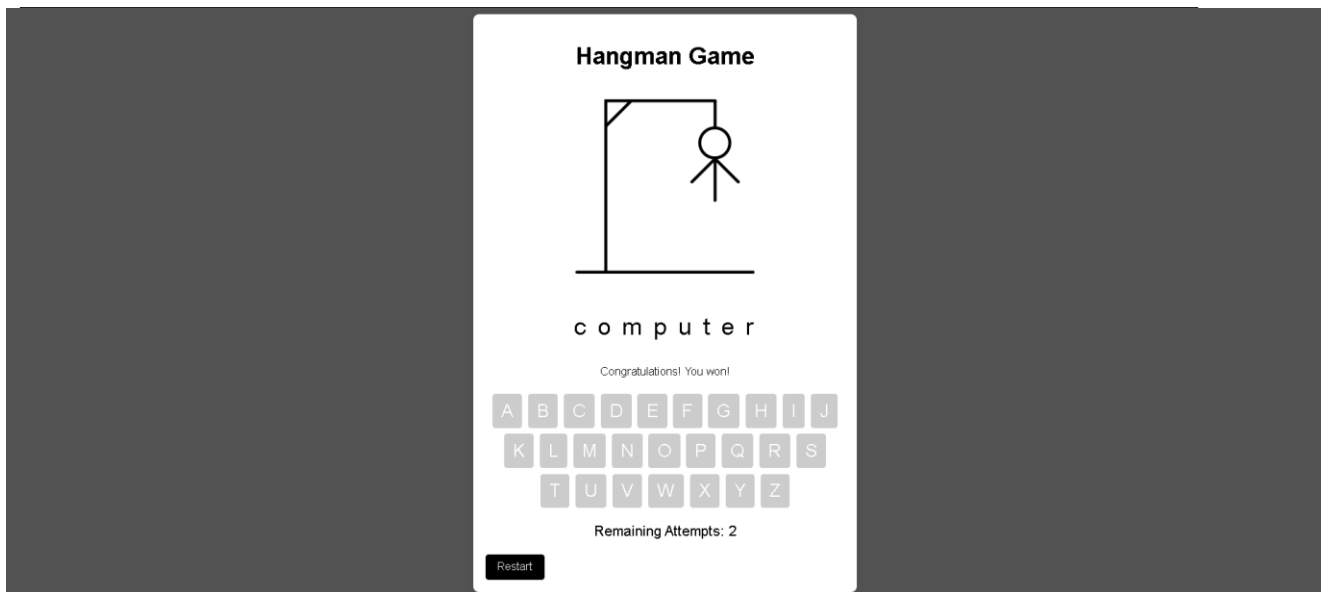 Hangman Game
c o m p u t e r
Congratulations! You won!
A B C D E F G H I J
K L M N O P Q R S
T U V W X Y Z
Remaining Attempts: 2
Restart